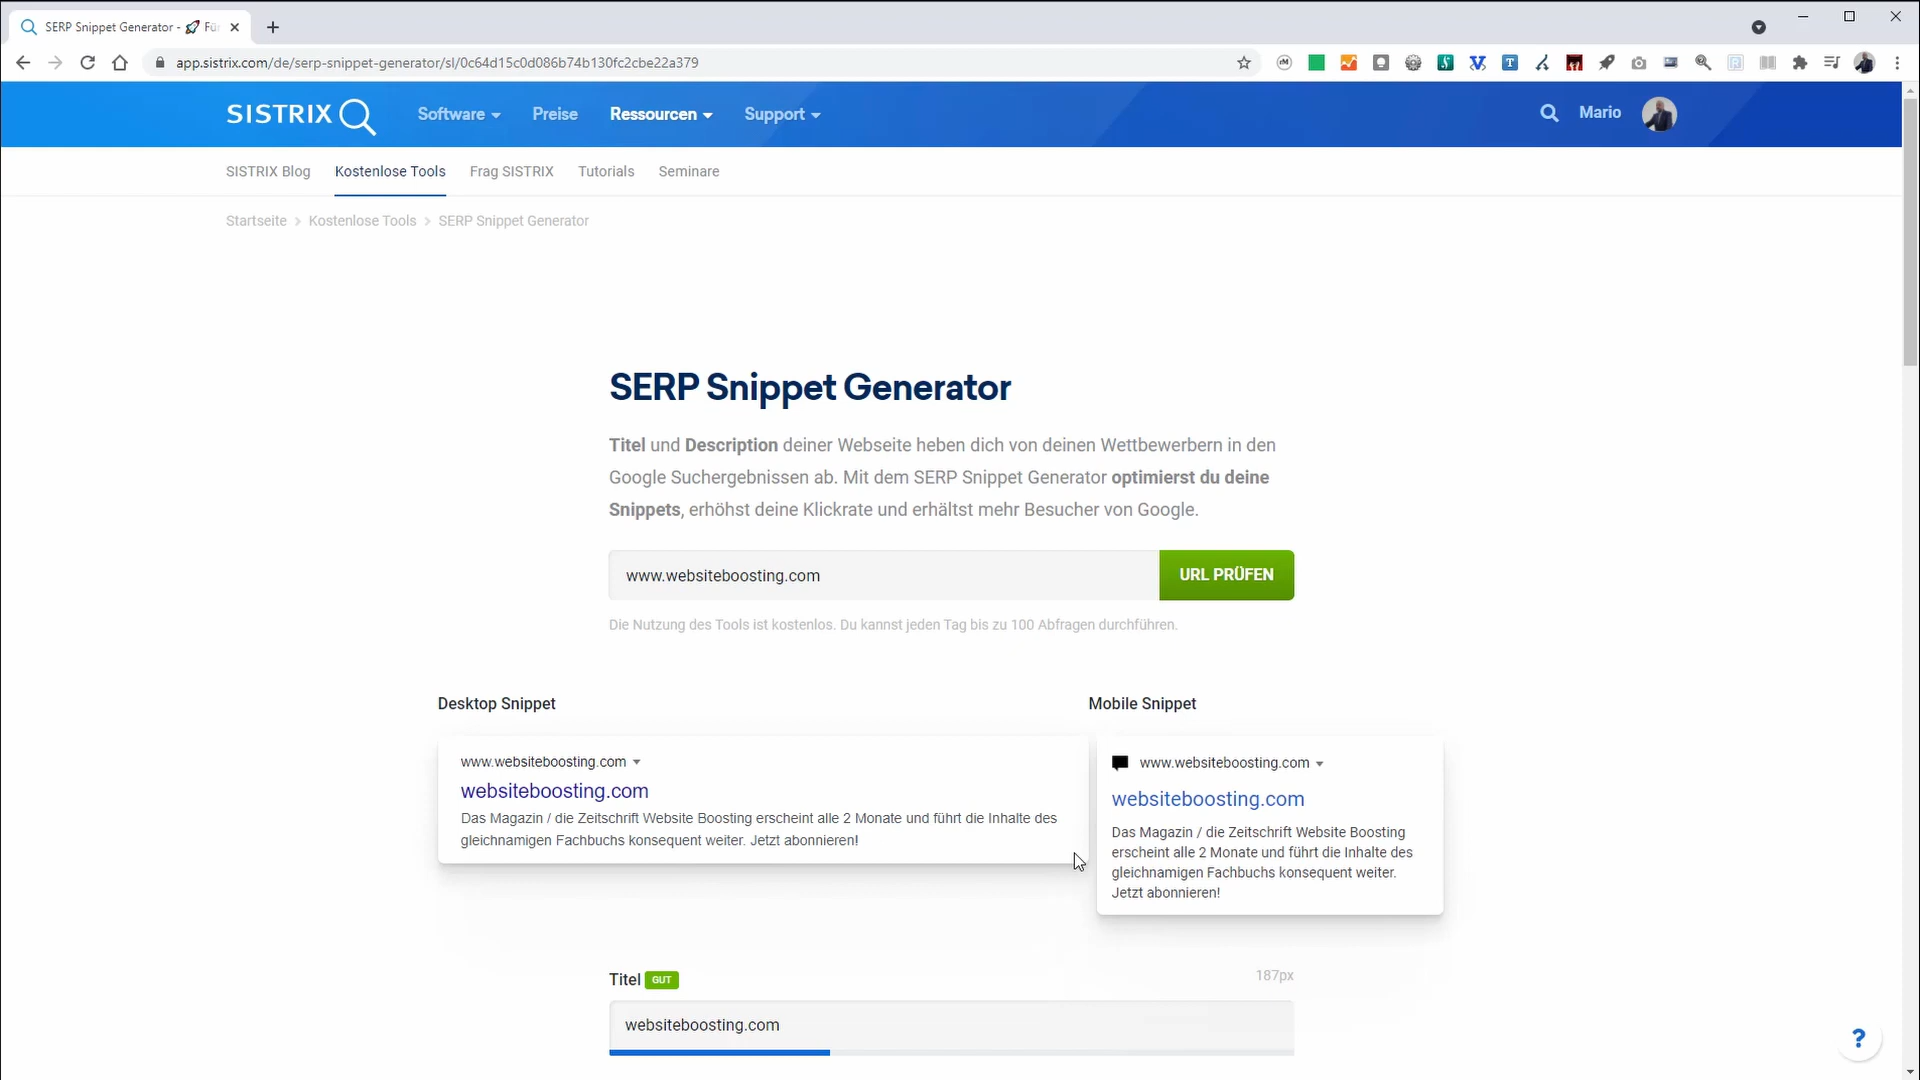 SERP Snippet Generator - 🚀 Fü
app.sistrix.com/de/serp-snippet-generator/sl/0c64d15c0d086b74b130fc2cbe22a379
SISTRIX
Software
Preise
Ressourcen
Support
Mario
SISTRIX Blog
Kostenlose Tools
Frag SISTRIX
Tutorials
Seminare
Startseite > Kostenlose Tools > SERP Snippet Generator
SERP Snippet Generator
Titel und Description deiner Webseite heben dich von deinen Wettbewerbern in den
Google Suchergebnissen ab. Mit dem SERP Snippet Generator optimierst du deine
Snippets, erhöhst deine Klickrate und erhältst mehr Besucher von Google.
www.websiteboosting.com
URL PRÜFEN
Die Nutzung des Tools ist kostenlos. Du kannst jeden Tag bis zu 100 Abfragen durchführen.
Desktop Snippet
www.websiteboosting.com
websiteboosting.com
Das Magazin / die Zeitschrift Website Boosting erscheint alle 2 Monate und führt die Inhalte des
gleichnamigen Fachbuchs konsequent weiter. Jetzt abonnieren!
Mobile Snippet
www.websiteboosting.com
websiteboosting.com
Das Magazin / die Zeitschrift Website Boosting
erscheint alle 2 Monate und führt die Inhalte des
gleichnamigen Fachbuchs konsequent weiter.
Jetzt abonnieren!
Titel GUT
187px
websiteboosting.com
?